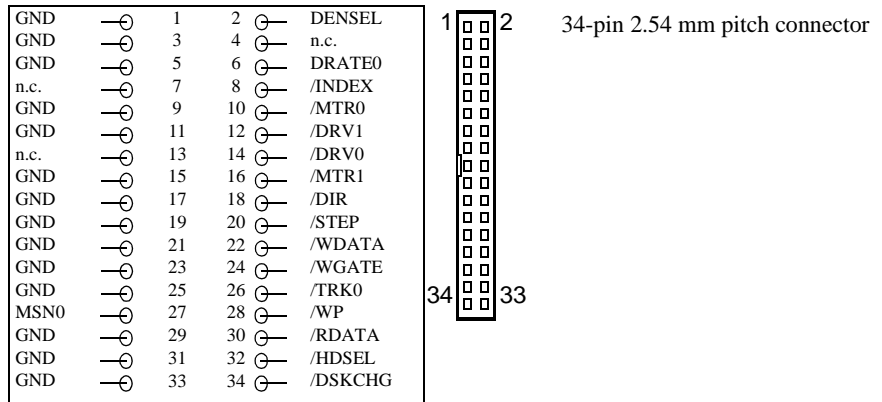 GND 1 2 DENSEL
GND 3 4 n.c.
GND 5 6 DRATE0
n.c. 7 8 /INDEX
GND 9 10 /MTR0
GND 11 12 /DRV1
n.c. 13 14 /DRV0
GND 15 16 /MTR1
GND 17 18 /DIR
GND 19 20 /STEP
GND 21 22 /WDATA
GND 23 24 /WGATE
GND 25 26 /TRK0
MSN0 27 28 /WP
GND 29 30 /RDATA
GND 31 32 /HDSEL
GND 33 34 /DSKCHG
1 2
34 33
34-pin 2.54 mm pitch connector